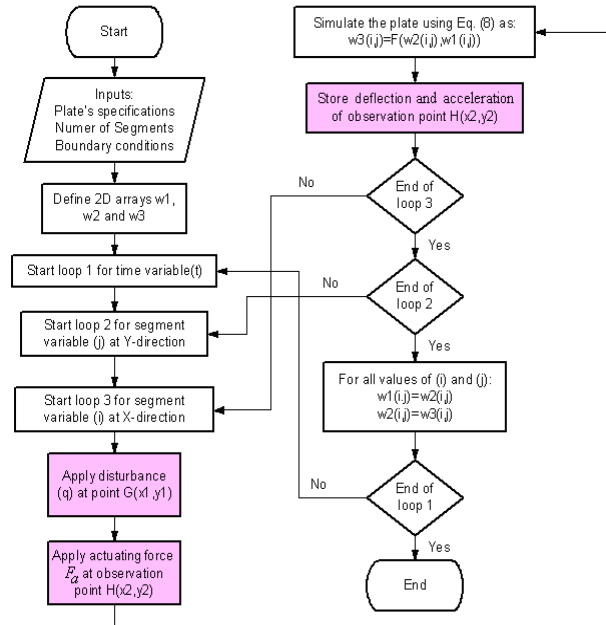 Start
Inputs:
Plate's specifications
Numer of Segments
Boundary conditions
Define 2D arrays w1,
w2 and w3
Start loop 1 for time variable(t)
Start loop 2 for segment
variable (j) at Y-direction
Start loop 3 for segment
variable (i) at X-direction
Apply disturbance
(q) at point G(x1,y1)
Apply actuating force
Fa at observation
point H(x2,y2)
Simulate the plate using Eq. (8) as:
w3(i,j)=F(w2(i,j),w1(i,j))
Store deflection and acceleration
of observation point H(x2,y2)
End of
loop 3
No
Yes
End of
loop 2
No
Yes
For all values of (i) and (j):
w1(i.j)=w2(i,j)
w2(i,j)=w3(i,j)
End of
loop 1
No
Yes
End